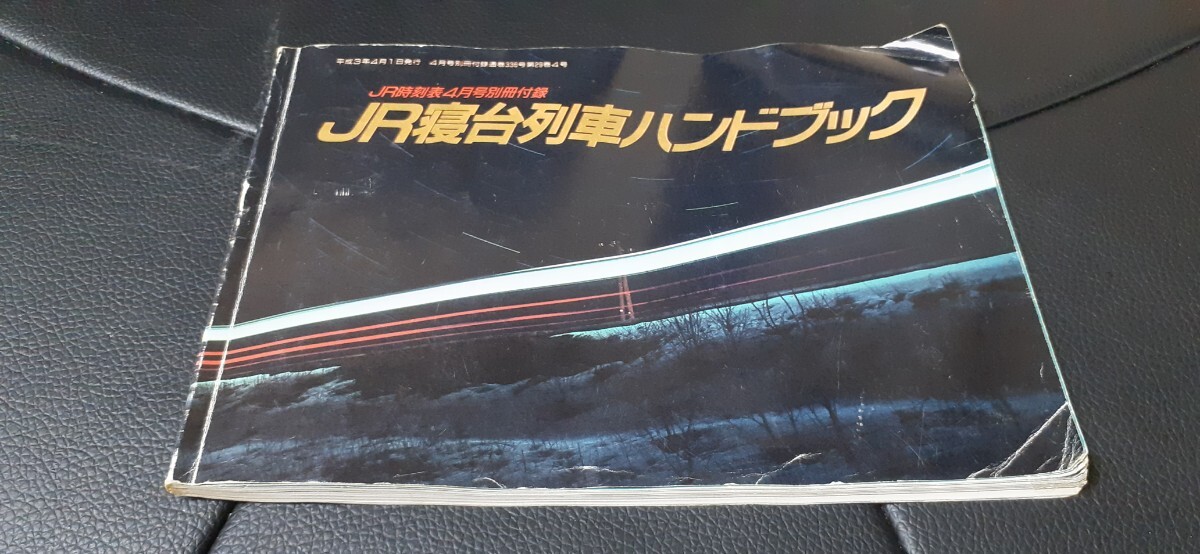 平成3年4月1日発行 4月号別冊付録通巻336号第29巻4号
JR時刻表4月号別冊付録
JR寝台列車ハンドブック